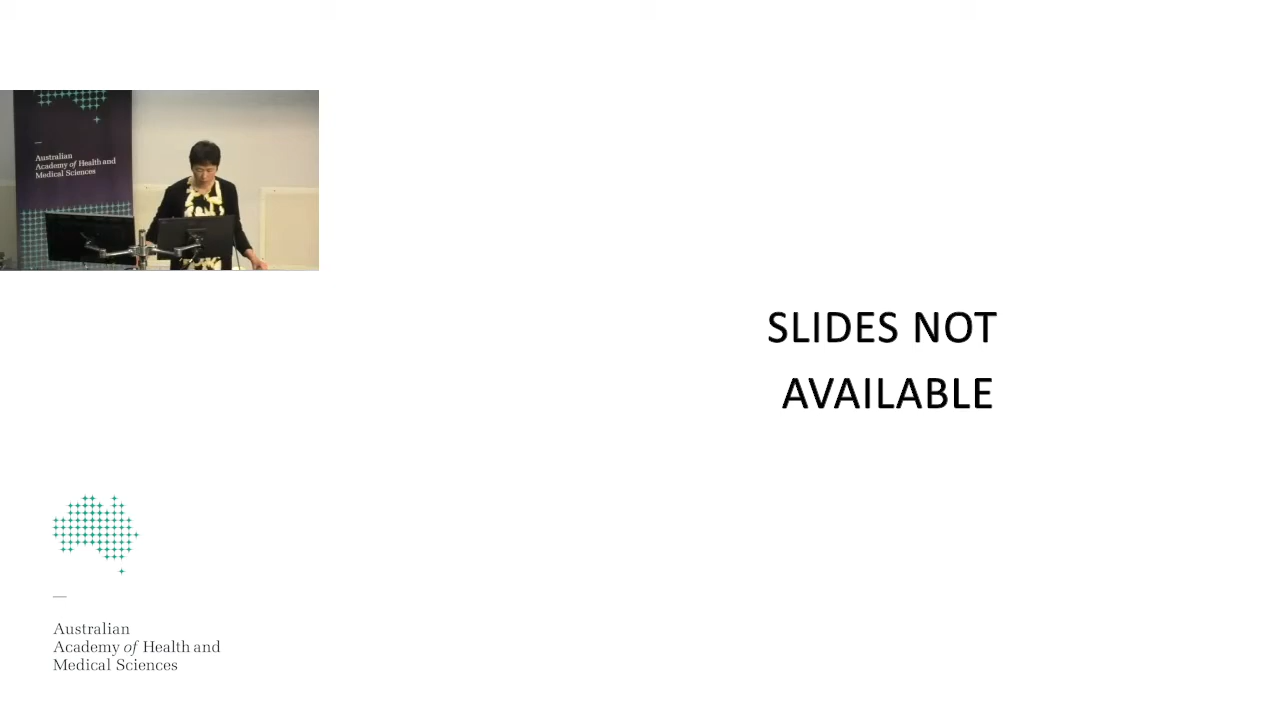 Australian
Academy of Health and
Medical Sciences
SLIDES NOT
AVAILABLE
Australian
Academy of Health and
Medical Sciences